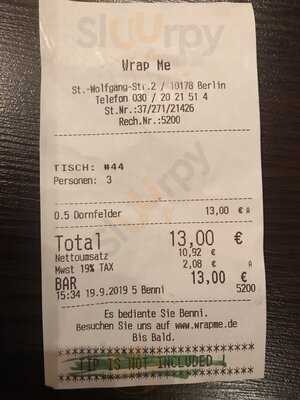 Wrap Me
St.-Wolfgang-Str.2 / 10178 Berlin
Telefon 030 / 20 21 51 4
St.Nr.:37/271/21426
Rech.Nr.:5200
TISCH: #44
Personen: 3
0.5 Dornfelder 13,00 € A
Total 13,00 €
Nettoumsatz 10,92 €
Mwst 19% TAX 2,08 € A
BAR 13,00 €
15:34 19.9.2019 5 Benni 5200
Es bediente Sie Benni.
Besuchen Sie uns auf www.wrapme.de
Bis Bald.
*************************
TIP IS NOT INCLUDED !
*************************
Sluurpy
Sluurpy
Sluurpy